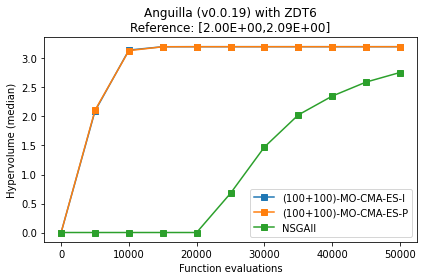 Anguilla (v0.0.19) with ZDT6
Reference: [2.00E+00,2.09E+00]
Hypervolume (median)
3.0
2.5
2.0
1.5
1.0
0.5
0.0
(100+100)-MO-CMA-ES-I
(100+100)-MO-CMA-ES-P
NSGAII
0 10000 20000 30000 40000 50000
Function evaluations